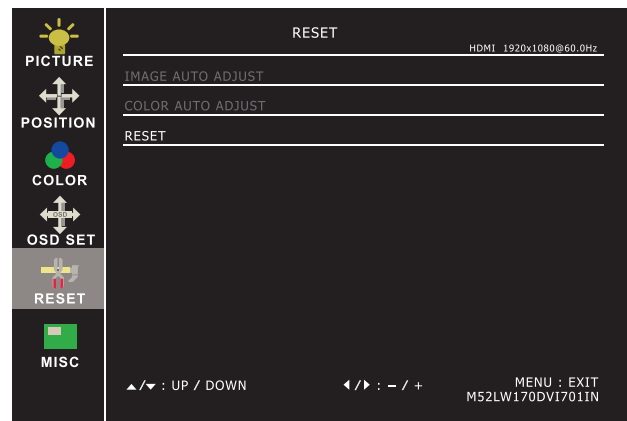 RESET
HDMI 1920x1080@60.0Hz
PICTURE
POSITION
COLOR
OSD
OSD SET
RESET
MISC
IMAGE AUTO ADJUST
COLOR AUTO ADJUST
RESET
▲/▼ : UP / DOWN
◀/▶ : – / +
MENU : EXIT
M52LW170DVI701IN